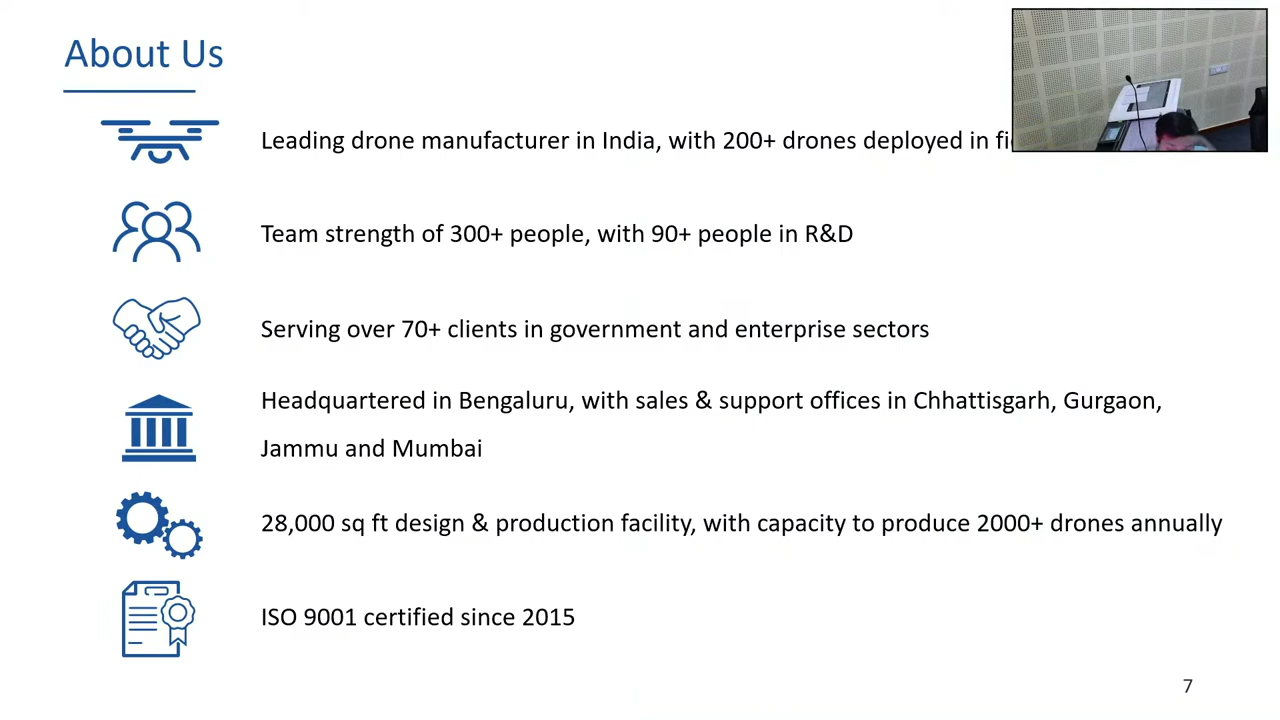 About Us
Leading drone manufacturer in India, with 200+ drones deployed in
Team strength of 300+ people, with 90+ people in R&D
Serving over 70+ clients in government and enterprise sectors
Headquartered in Bengaluru, with sales & support offices in Chhattisgarh, Gurgaon,
Jammu and Mumbai
28,000 sq ft design & production facility, with capacity to produce 2000+ drones annually
ISO 9001 certified since 2015
7